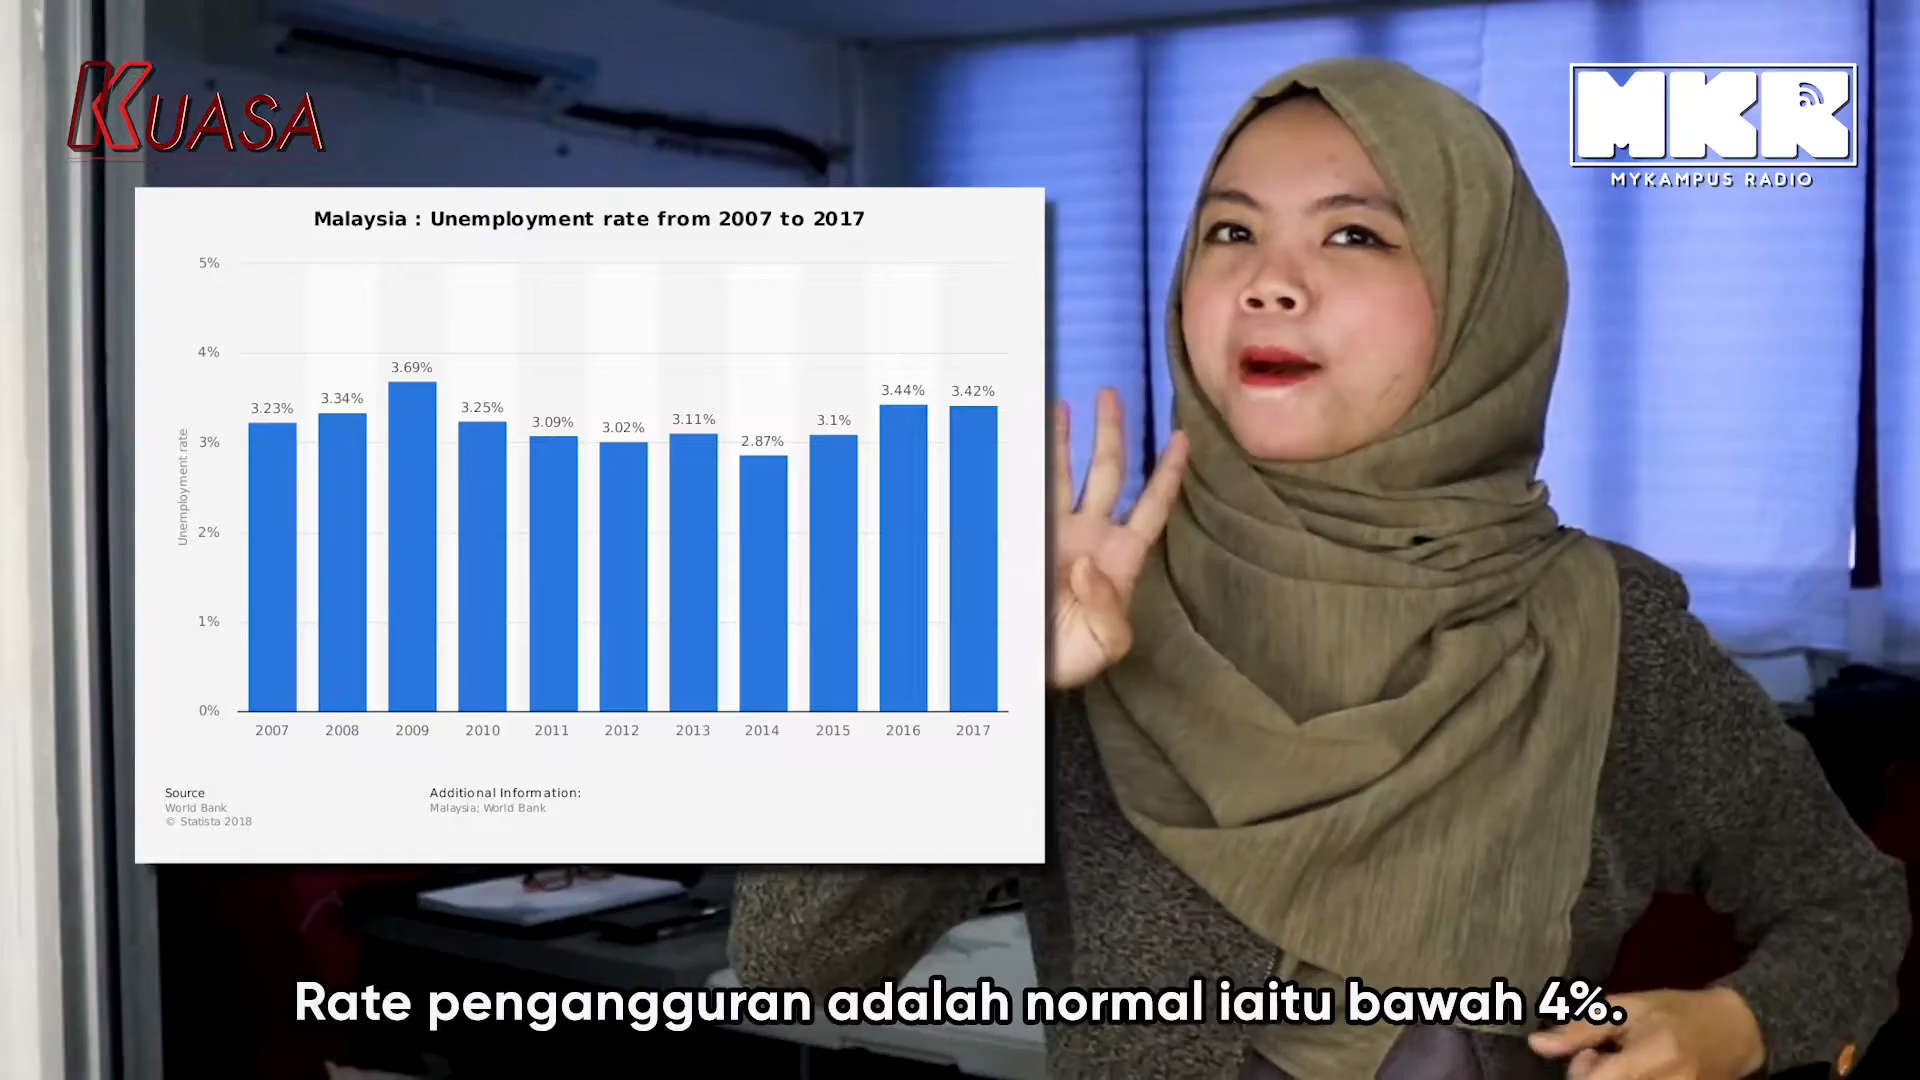 KUASA
MKR
MYKAMPUS RADIO
Malaysia : Unemployment rate from 2007 to 2017
5%
4%
3%
2%
1%
0%
Unemployment rate
3.23%
3.34%
3.69%
3.25%
3.09%
3.02%
3.11%
2.87%
3.1%
3.44%
3.42%
2007 2008 2009 2010 2011 2012 2013 2014 2015 2016 2017
Source
World Bank
© Statista 2018
Additional Information:
Malaysia; World Bank
Rate pengangguran adalah normal iaitu bawah 4%.